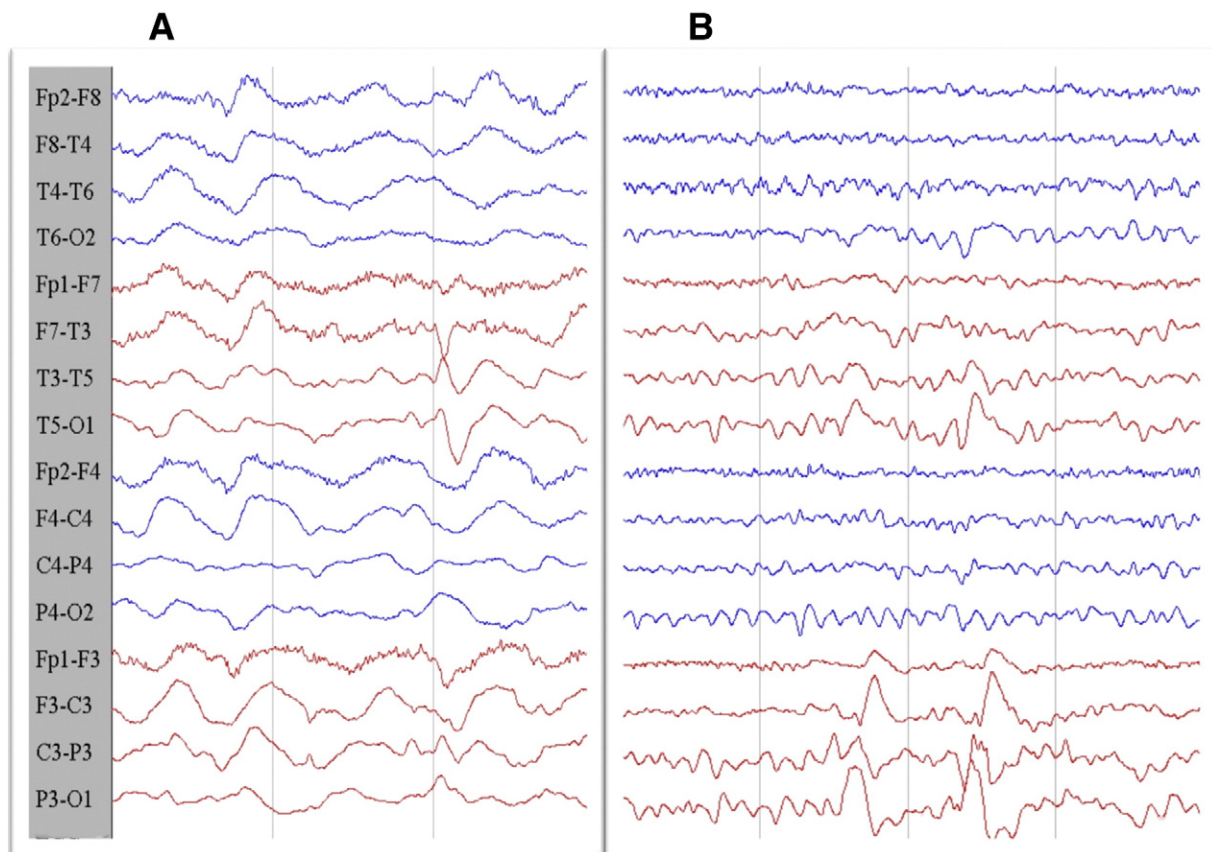 A
B
Fp2-F8
F8-T4
T4-T6
T6-O2
Fp1-F7
F7-T3
T3-T5
T5-O1
Fp2-F4
F4-C4
C4-P4
P4-O2
Fp1-F3
F3-C3
C3-P3
P3-O1